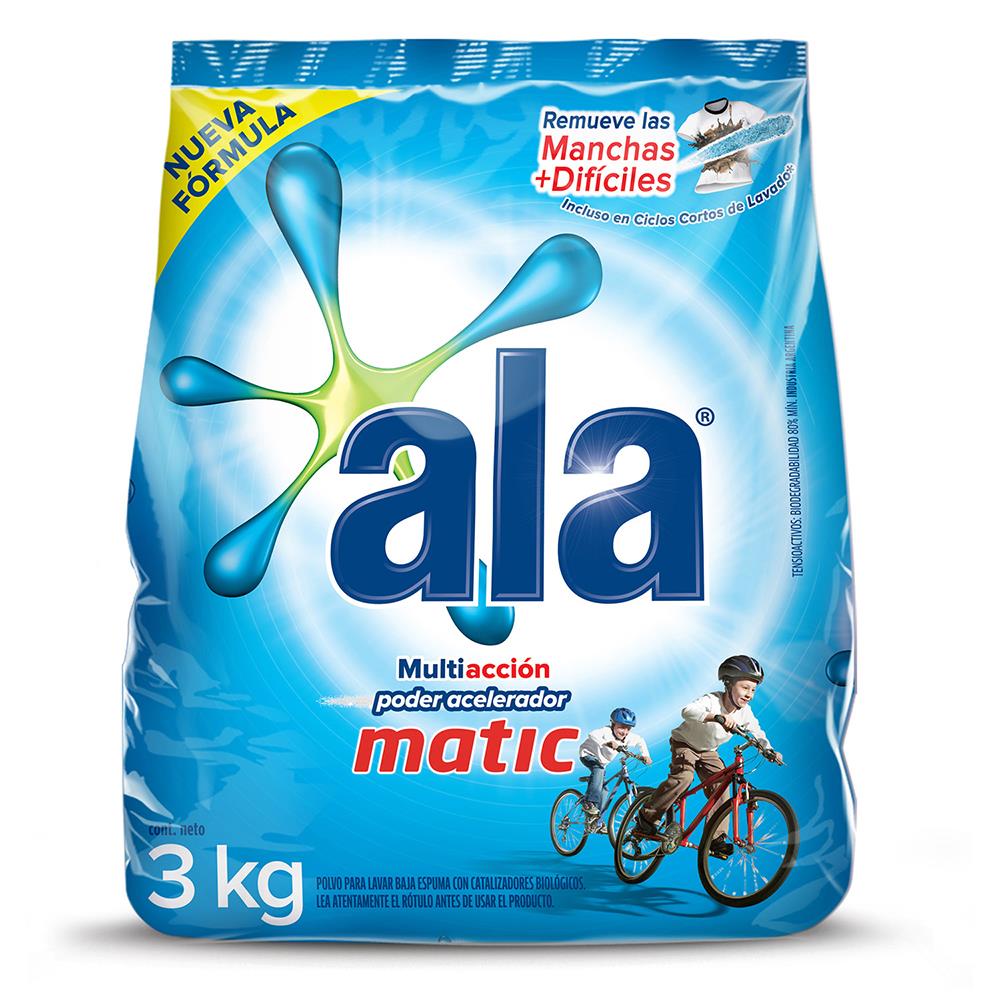 NUEVA
FÓRMULA
Remueve las
Manchas
+Difíciles
Incluso en Ciclos Cortos de Lavado*
ala®
TENSIOACTIVOS: BIODEGRADABILIDAD 80% MÍN. INDUSTRIA ARGENTINA
Multiacción
poder acelerador
matic
cont. neto
3 kg
POLVO PARA LAVAR BAJA ESPUMA CON CATALIZADORES BIOLÓGICOS.
LEA ATENTAMENTE EL RÓTULO ANTES DE USAR EL PRODUCTO.